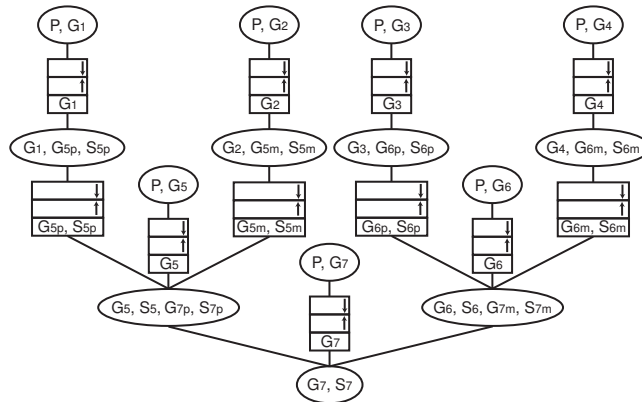 P, G1 P, G2 P, G3 P, G4
G1 G2 G3 G4
G1, G5p, S5p G2, G5m, S5m G3, G6p, S6p G4, G6m, S6m
P, G5 P, G6
G5p, S5p G5m, S5m G6p, S6p G6m, S6m
G5 G6
P, G7
G5, S5, G7p, S7p G6, S6, G7m, S7m
G7
G7, S7